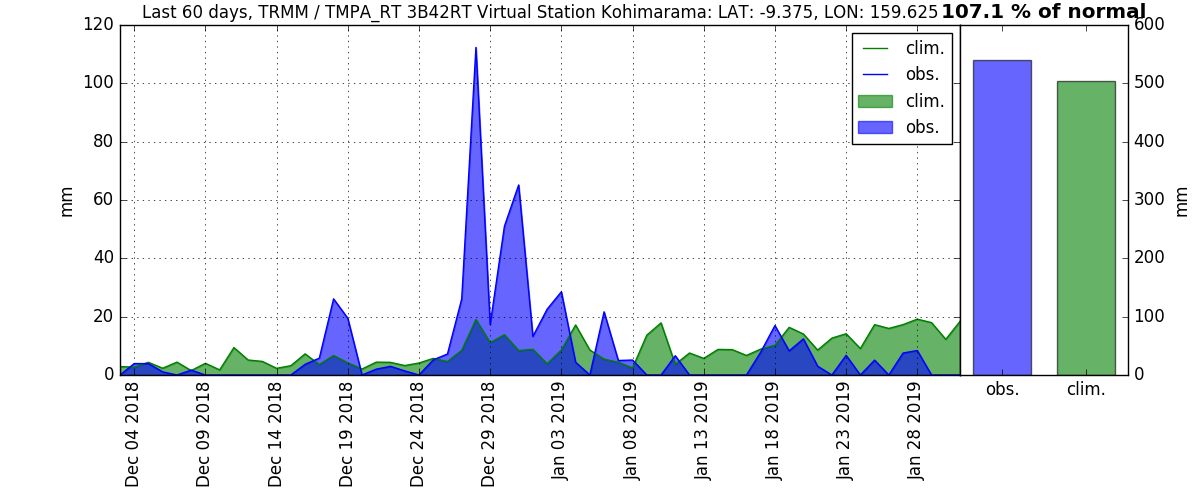 Last 60 days, TRMM / TMPA_RT 3B42RT Virtual Station Kohimarama: LAT: -9.375, LON: 159.625
107.1 % of normal
120
100
80
60
40
20
0
mm
clim.
obs.
clim.
obs.
Dec 04 2018
Dec 09 2018
Dec 14 2018
Dec 19 2018
Dec 24 2018
Dec 29 2018
Jan 03 2019
Jan 08 2019
Jan 13 2019
Jan 18 2019
Jan 23 2019
Jan 28 2019
600
500
400
300
200
100
0
mm
obs.
clim.